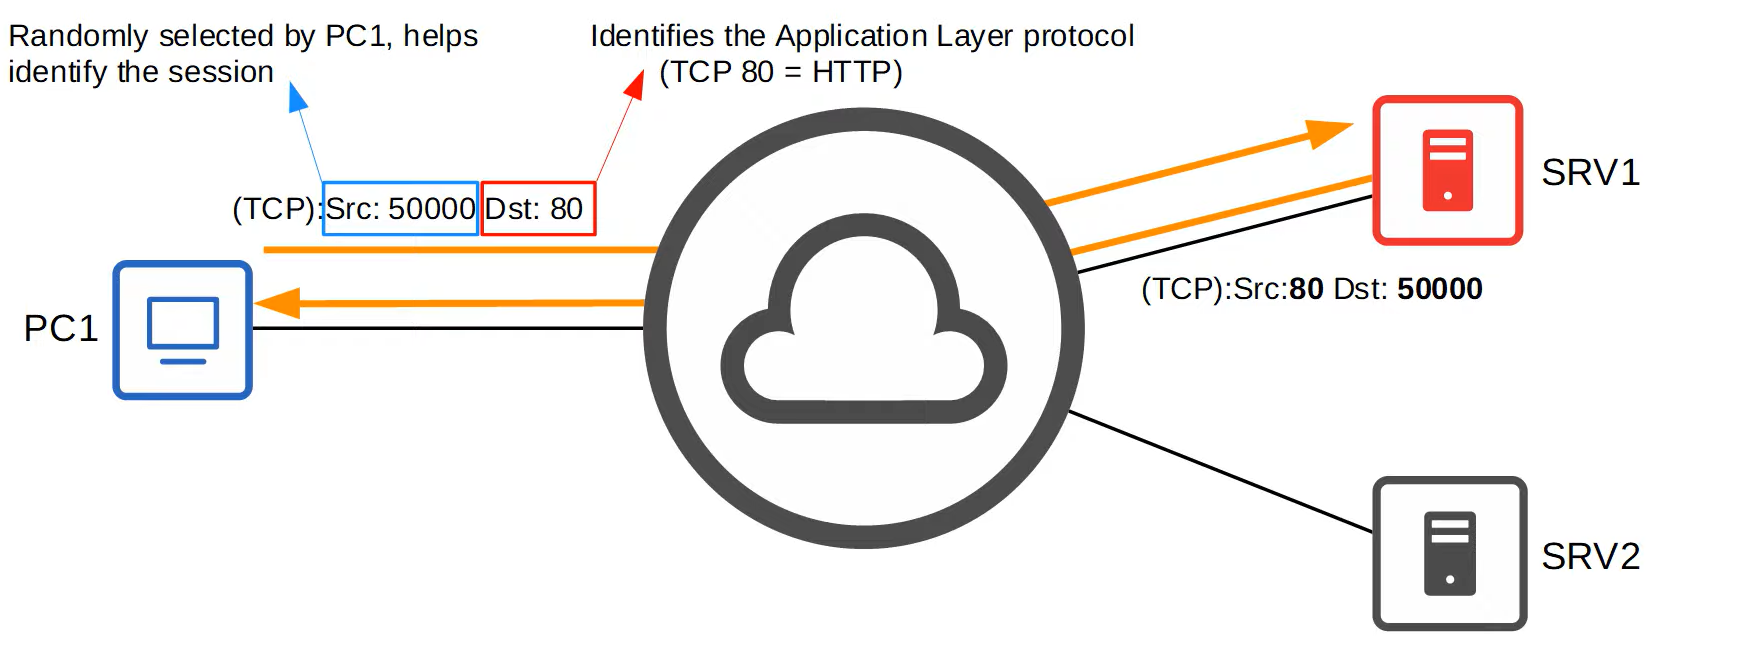 Randomly selected by PC1, helps
identify the session
Identifies the Application Layer protocol
(TCP 80 = HTTP)
(TCP):Src: 50000 Dst: 80
SRV1
(TCP):Src:80 Dst: 50000
PC1
SRV2